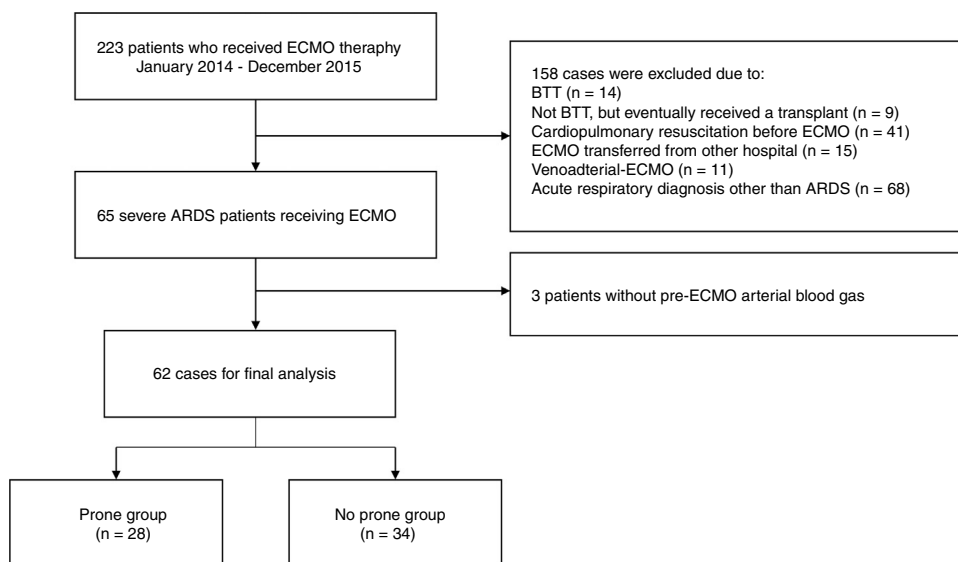 223 patients who received ECMO theraphy
January 2014 - December 2015
158 cases were excluded due to:
BTT (n = 14)
Not BTT, but eventually received a transplant (n = 9)
Cardiopulmonary resuscitation before ECMO (n = 41)
ECMO transferred from other hospital (n = 15)
Venoadterial-ECMO (n = 11)
Acute respiratory diagnosis other than ARDS (n = 68)
65 severe ARDS patients receiving ECMO
3 patients without pre-ECMO arterial blood gas
62 cases for final analysis
Prone group
(n = 28)
No prone group
(n = 34)